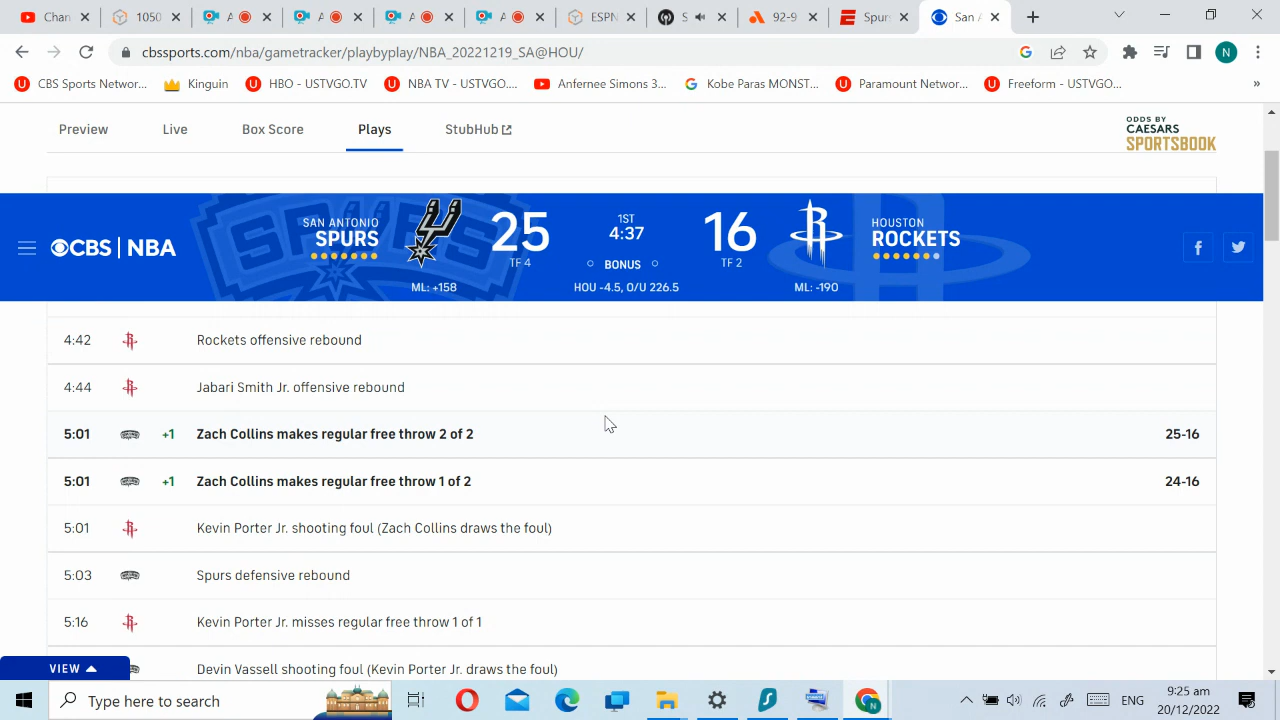 Chan
1050
A
A
A
A
ESPN
S
92-9
Spurs
San A
cbssports.com/nba/gametracker/playbyplay/NBA_20221219_SA@HOU/
N
CBS Sports Networ...
Kinguin
HBO - USTVGO.TV
NBA TV - USTVGO....
Anfernee Simons 3...
Kobe Paras MONST...
Paramount Networ...
Freeform - USTVGO...
»
Preview
Live
Box Score
Plays
StubHub
ODDS BY
CAESARS
SPORTSBOOK
CBS | NBA
SAN ANTONIO
SPURS
25
TF 4
ML: +158
1ST
4:37
BONUS
HOU -4.5, O/U 226.5
16
TF 2
HOUSTON
ROCKETS
ML: -190
4:42 Rockets offensive rebound
4:44 Jabari Smith Jr. offensive rebound
5:01 +1 Zach Collins makes regular free throw 2 of 2 25-16
5:01 +1 Zach Collins makes regular free throw 1 of 2 24-16
5:01 Kevin Porter Jr. shooting foul (Zach Collins draws the foul)
5:03 Spurs defensive rebound
5:16 Kevin Porter Jr. misses regular free throw 1 of 1
Devin Vassell shooting foul (Kevin Porter Jr. draws the foul)
VIEW
Type here to search
ENG
9:25 am
20/12/2022